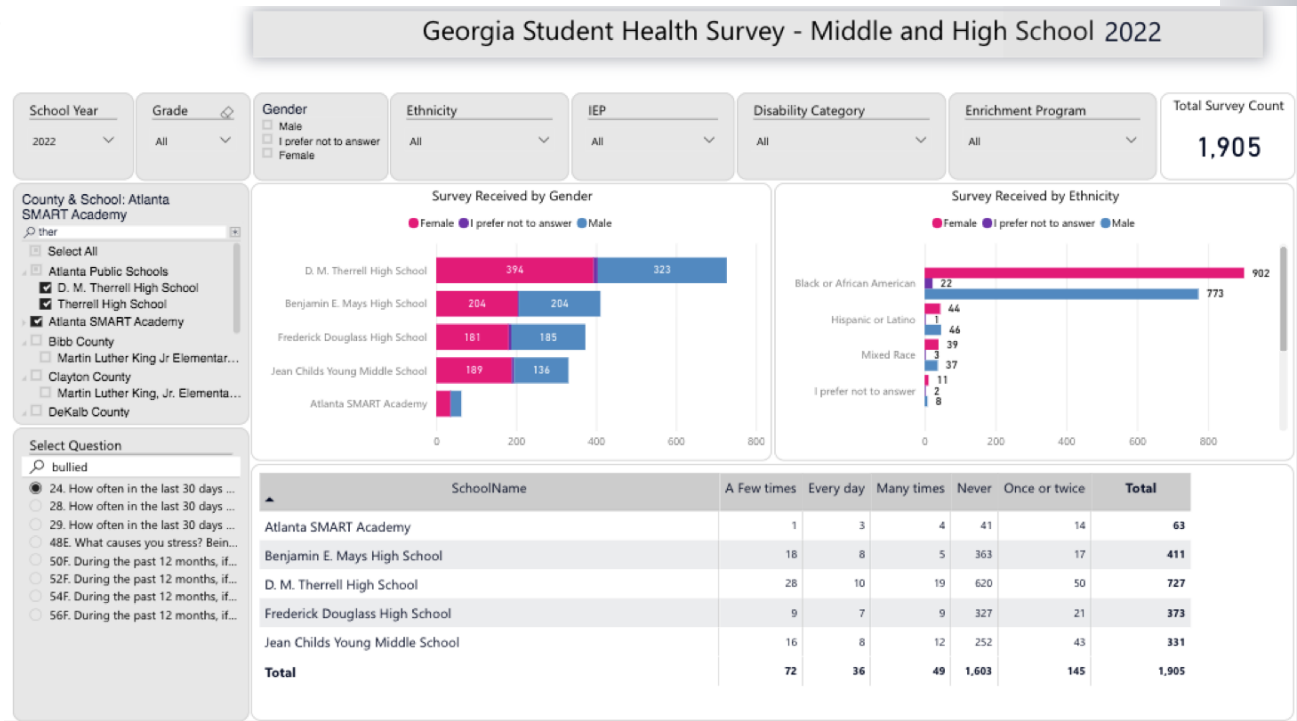 Georgia Student Health Survey - Middle and High School 2022
School Year
2022
Grade
All
Gender
Male
I prefer not to answer
Female
Ethnicity
All
IEP
All
Disability Category
All
Enrichment Program
All
Total Survey Count
1,905
County & School: Atlanta
SMART Academy
ther
Select All
Atlanta Public Schools
D. M. Therrell High School
Therrell High School
Atlanta SMART Academy
Bibb County
Martin Luther King Jr Elementar...
Clayton County
Martin Luther King, Jr. Elementa...
DeKalb County
Survey Received by Gender
Female I prefer not to answer Male
D. M. Therrell High School 394 323
Benjamin E. Mays High School 204 204
Frederick Douglass High School 181 185
Jean Childs Young Middle School 189 136
Atlanta SMART Academy
0 200 400 600 800
Survey Received by Ethnicity
Female I prefer not to answer Male
902
Black or African American 22
773
44
Hispanic or Latino 1
46
39
Mixed Race 3
37
11
I prefer not to answer 2
8
0 200 400 600 800
Select Question
bullied
24. How often in the last 30 days ...
28. How often in the last 30 days ...
29. How often in the last 30 days ...
48E. What causes you stress? Bein...
50F. During the past 12 months, if...
52F. During the past 12 months, if...
54F. During the past 12 months, if...
56F. During the past 12 months, if...
SchoolName A Few times Every day Many times Never Once or twice Total
Atlanta SMART Academy 1 3 4 41 14 63
Benjamin E. Mays High School 18 8 5 363 17 411
D. M. Therrell High School 28 10 19 620 50 727
Frederick Douglass High School 9 7 9 327 21 373
Jean Childs Young Middle School 16 8 12 252 43 331
Total 72 36 49 1,603 145 1,905